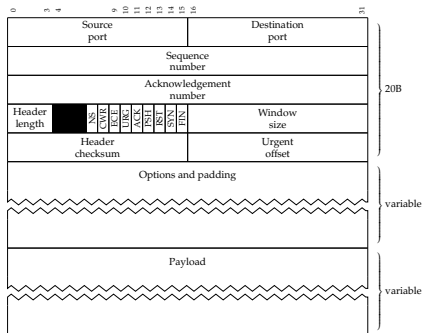 0 3 4 9 10 11 12 13 14 15 16 31
Source
port
Destination
port
Sequence
number
Acknowledgement
number
20B
Header
length
NS
CWR
ECE
URG
ACK
PSH
RST
SYN
FIN
Window
size
Header
checksum
Urgent
offset
Options and padding
variable
Payload
variable